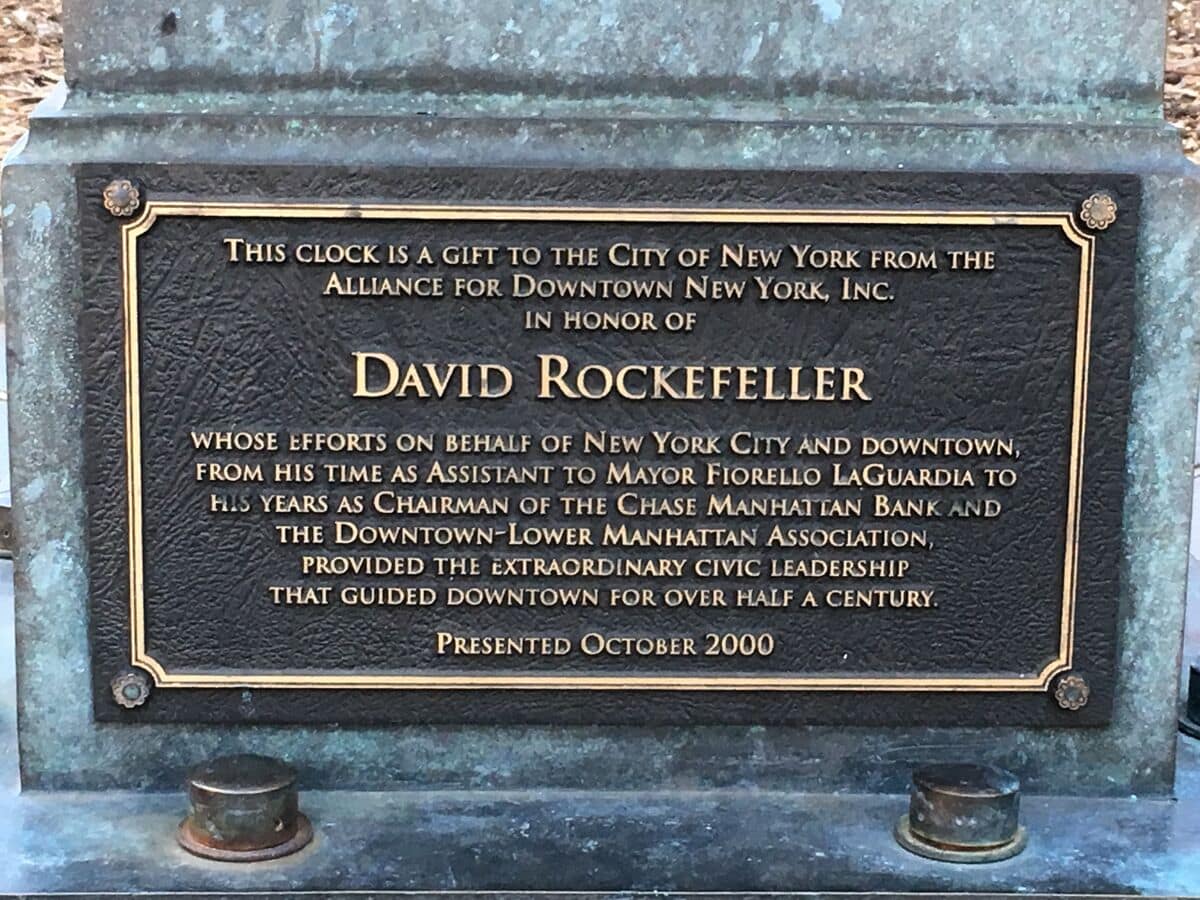 This clock is a gift to the City of New York from the
Alliance for Downtown New York, Inc.
in honor of
David Rockefeller
whose efforts on behalf of New York City and downtown,
from his time as Assistant to Mayor Fiorello LaGuardia to
his years as Chairman of the Chase Manhattan Bank and
the Downtown-Lower Manhattan Association,
provided the extraordinary civic leadership
that guided downtown for over half a century.
Presented October 2000